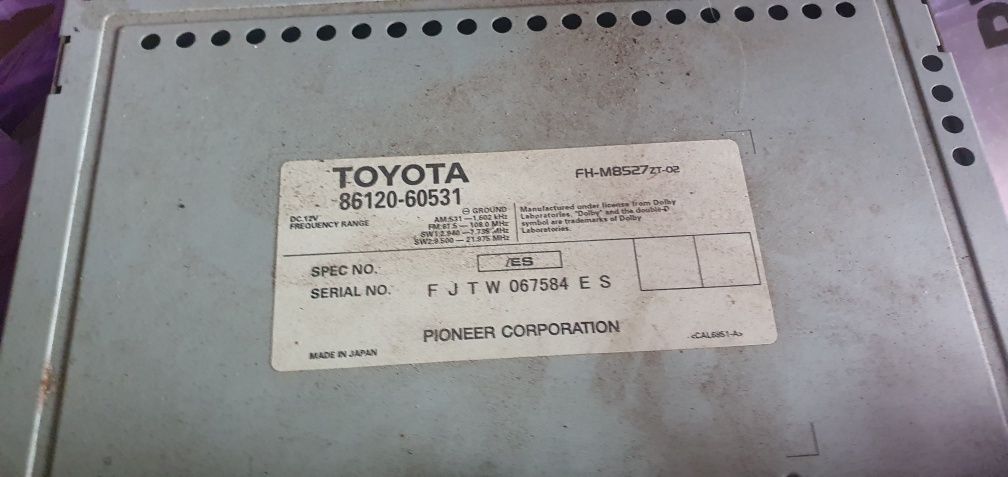 TOYOTA
86120-60531
FH-M8527ZT-02
DC.12V
⊖ GROUND
FREQUENCY RANGE
AM:531 — 1,602 kHz
FM:87.5 — 108.0 MHz
SW1:2.940 — 7.735 MHz
SW2:9.500 — 21.975 MHz
Manufactured under license from Dolby
Laboratories. "Dolby" and the double-D
symbol are trademarks of Dolby
Laboratories.
SPEC NO.
/ES
SERIAL NO.
F J T W 067584 E S
PIONEER CORPORATION
MADE IN JAPAN
<CAL6851-A>